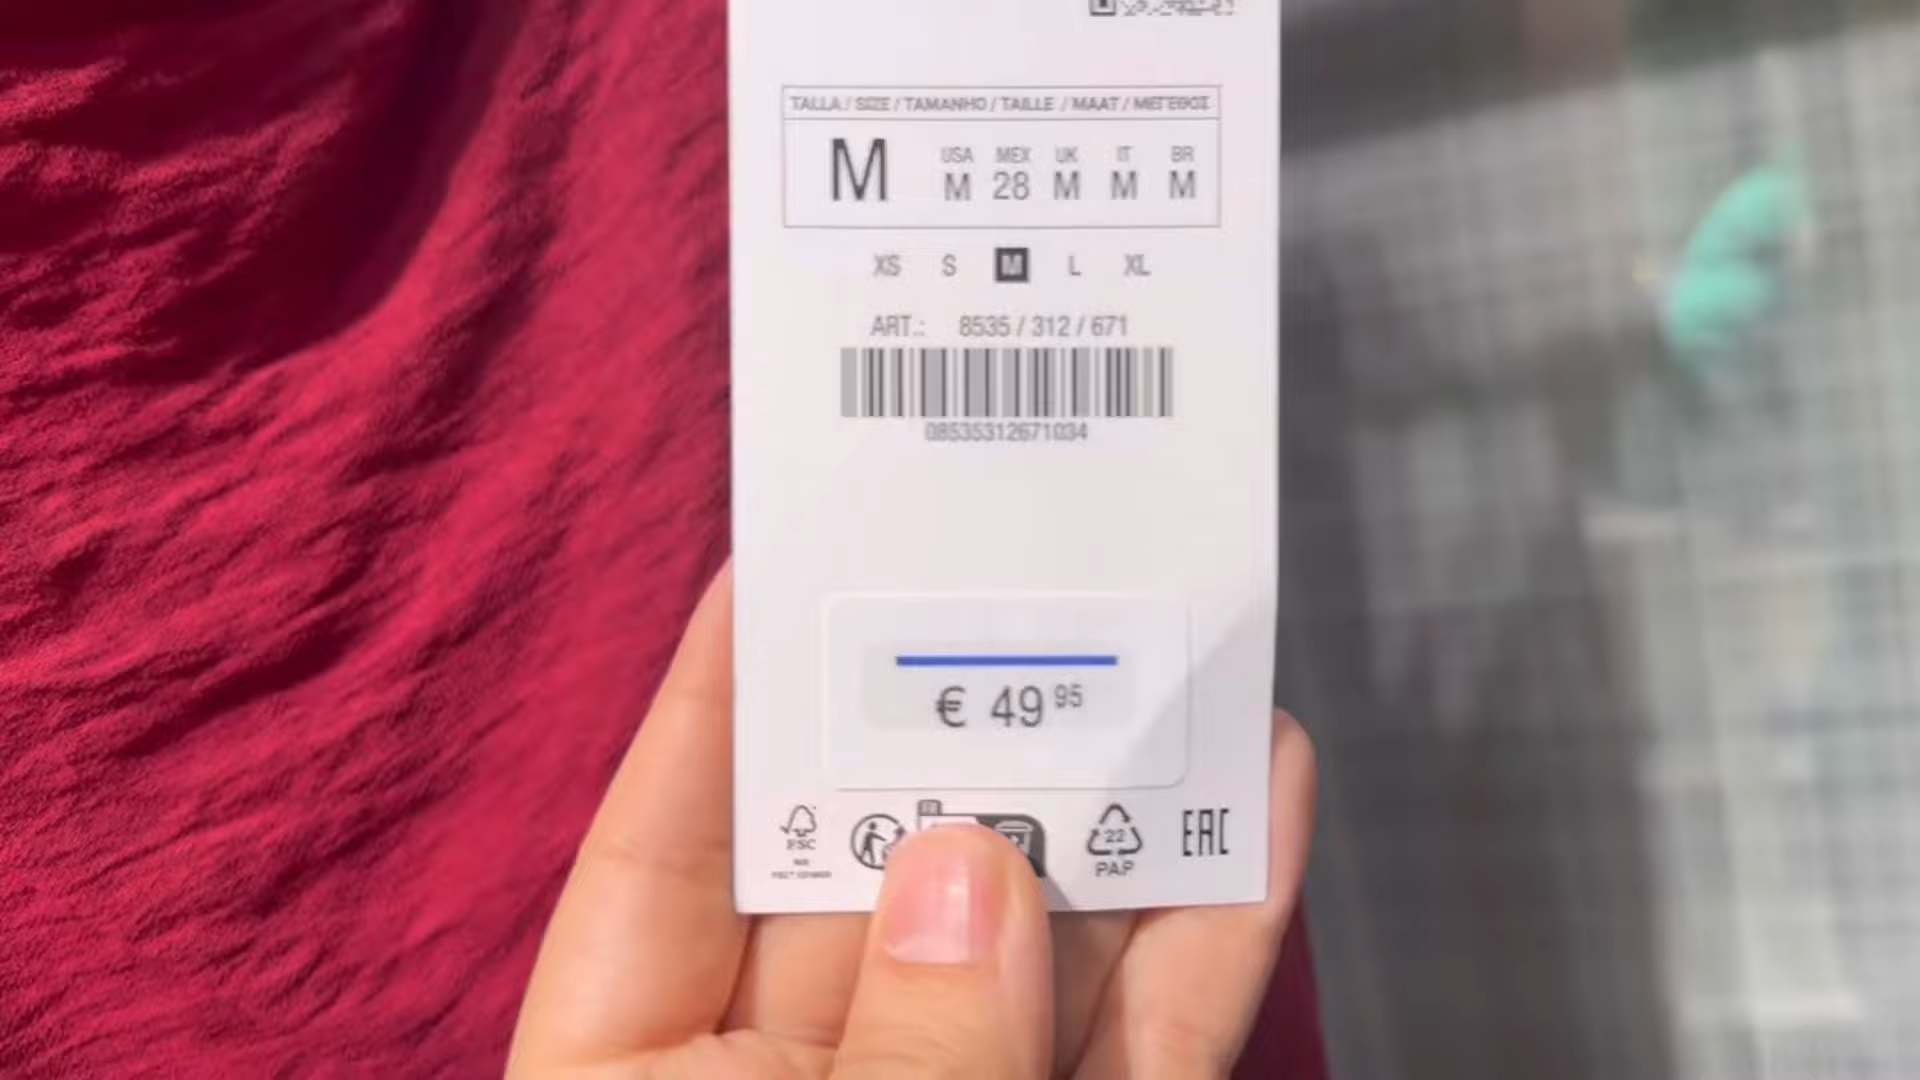 TALLA / SIZE / TAMANHO / TAILLE / MAAT / ΜΕΓΕΘΟΣ
M
USA MEX UK IT BR
M 28 M M M
XS S M L XL
ART.: 8535 / 312 / 671
08535312671034
€ 49 95
FSC
22
PAP
EAC